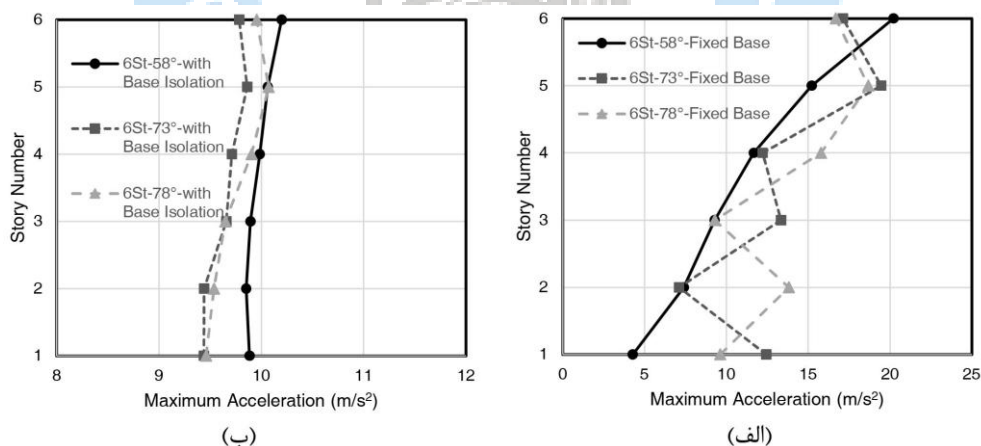 6
5
4
3
2
1
Story Number
6St-58°-with
Base Isolation
6St-73°-with
Base Isolation
6St-78°-with
Base Isolation
8 9 10 11 12
Maximum Acceleration (m/s²)
(ب)
6
5
4
3
2
1
Story Number
6St-58°-Fixed Base
6St-73°-Fixed Base
6St-78°-Fixed Base
0 5 10 15 20 25
Maximum Acceleration (m/s²)
(الف)